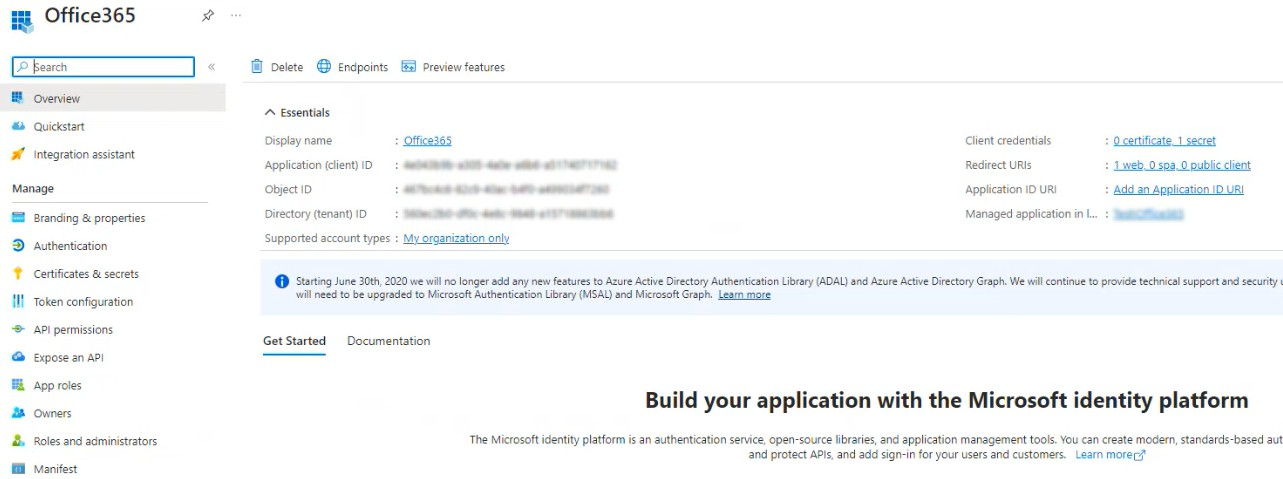 Office365
Search
Overview
Quickstart
Integration assistant
Manage
Branding & properties
Authentication
Certificates & secrets
Token configuration
API permissions
Expose an API
App roles
Owners
Roles and administrators
Manifest
«
Delete Endpoints Preview features
Essentials
Display name : Office365
Application (client) ID :
Object ID :
Directory (tenant) ID :
Supported account types : My organization only
Client credentials : 0 certificate, 1 secret
Redirect URIs : 1 web, 0 spa, 0 public client
Application ID URI : Add an Application ID URI
Managed application in l... :
Starting June 30th, 2020 we will no longer add any new features to Azure Active Directory Authentication Library (ADAL) and Azure Active Directory Graph. We will continue to provide technical support and security
will need to be upgraded to Microsoft Authentication Library (MSAL) and Microsoft Graph. Learn more
Get Started Documentation
Build your application with the Microsoft identity platform
The Microsoft identity platform is an authentication service, open-source libraries, and application management tools. You can create modern, standards-based
and protect APIs, and add sign-in for your users and customers. Learn more